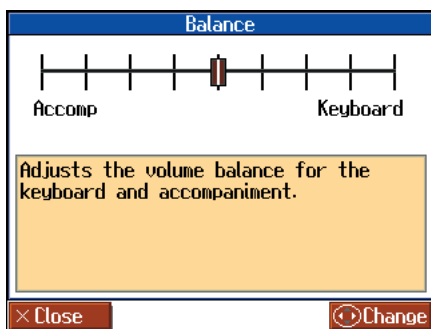 Balance
Accomp Keyboard
Adjusts the volume balance for the
keyboard and accompaniment.
× Close Change